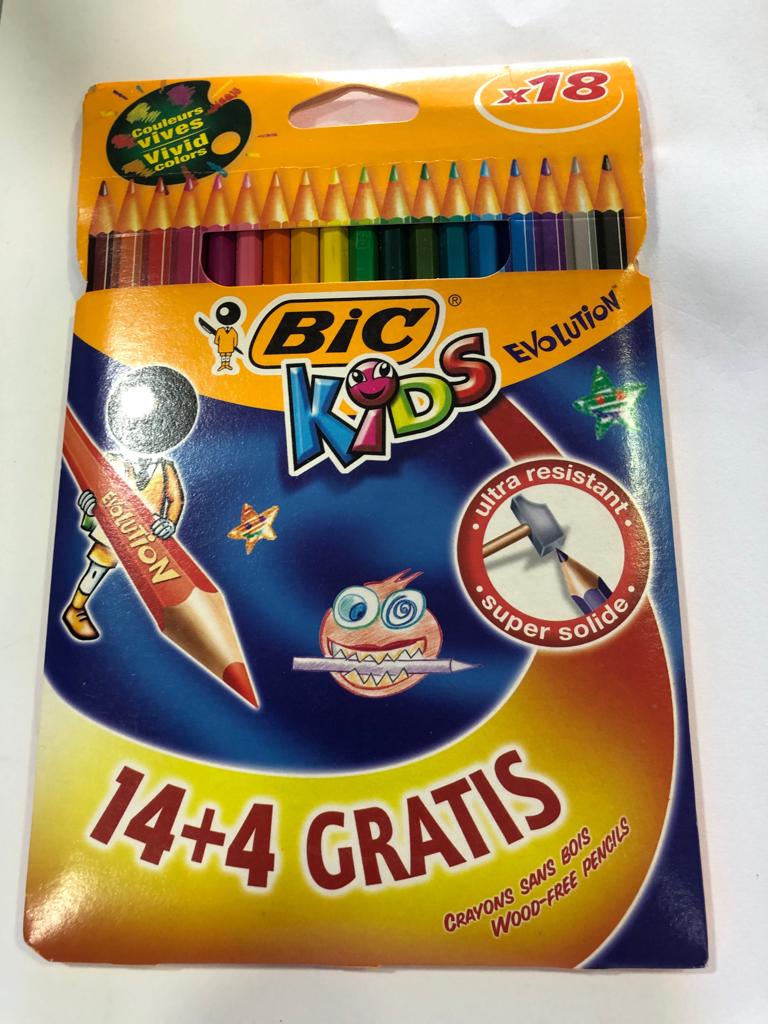 Couleurs
vives
Vivid
colors
x18
BiC®
KiDS
EVOLUTION™
EVOLUTION
• ultra resistant •
super solide
14+4 GRATIS
CRAYONS SANS BOIS
WOOD-FREE PENCILS